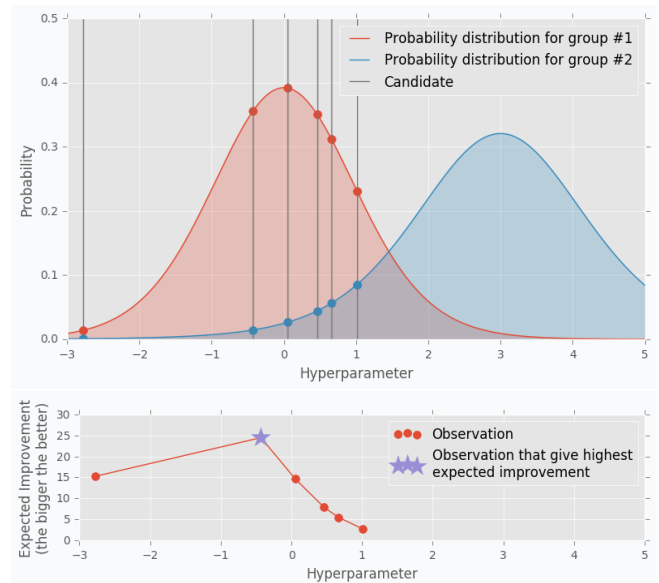 0.5
0.4
0.3
0.2
0.1
0.0
Probability
Probability distribution for group #1
Probability distribution for group #2
Candidate
−3 −2 −1 0 1 2 3 4 5
Hyperparameter
30
25
20
15
10
5
0
Expected Improvement
(the bigger the better)
Observation
Observation that give highest
expected improvement
−3 −2 −1 0 1 2 3 4 5
Hyperparameter